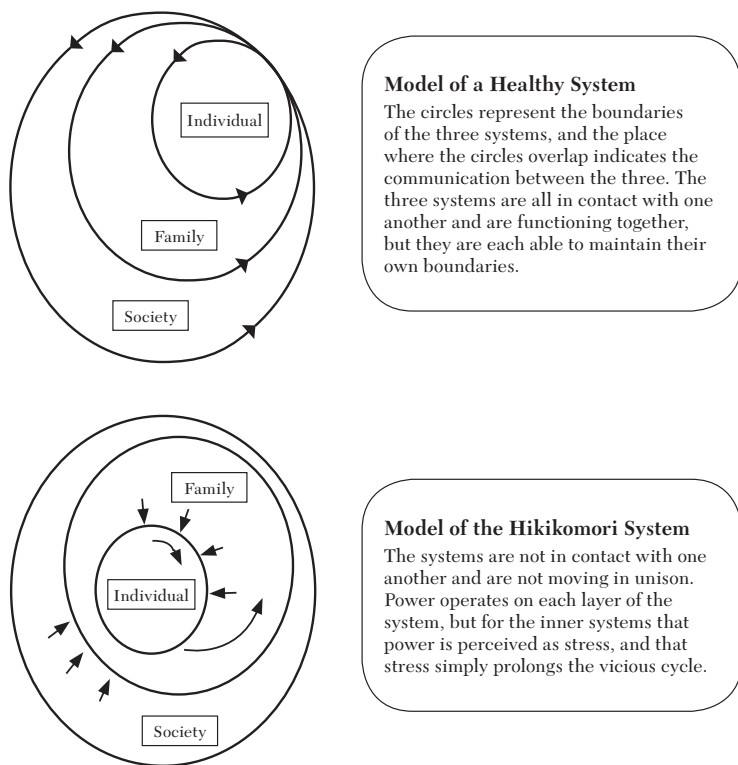 Individual
Family
Society
Model of a Healthy System
The circles represent the boundaries
of the three systems, and the place
where the circles overlap indicates the
communication between the three. The
three systems are all in contact with one
another and are functioning together,
but they are each able to maintain their
own boundaries.
Family
Individual
Society
Model of the Hikikomori System
The systems are not in contact with one
another and are not moving in unison.
Power operates on each layer of the
system, but for the inner systems that
power is perceived as stress, and that
stress simply prolongs the vicious cycle.